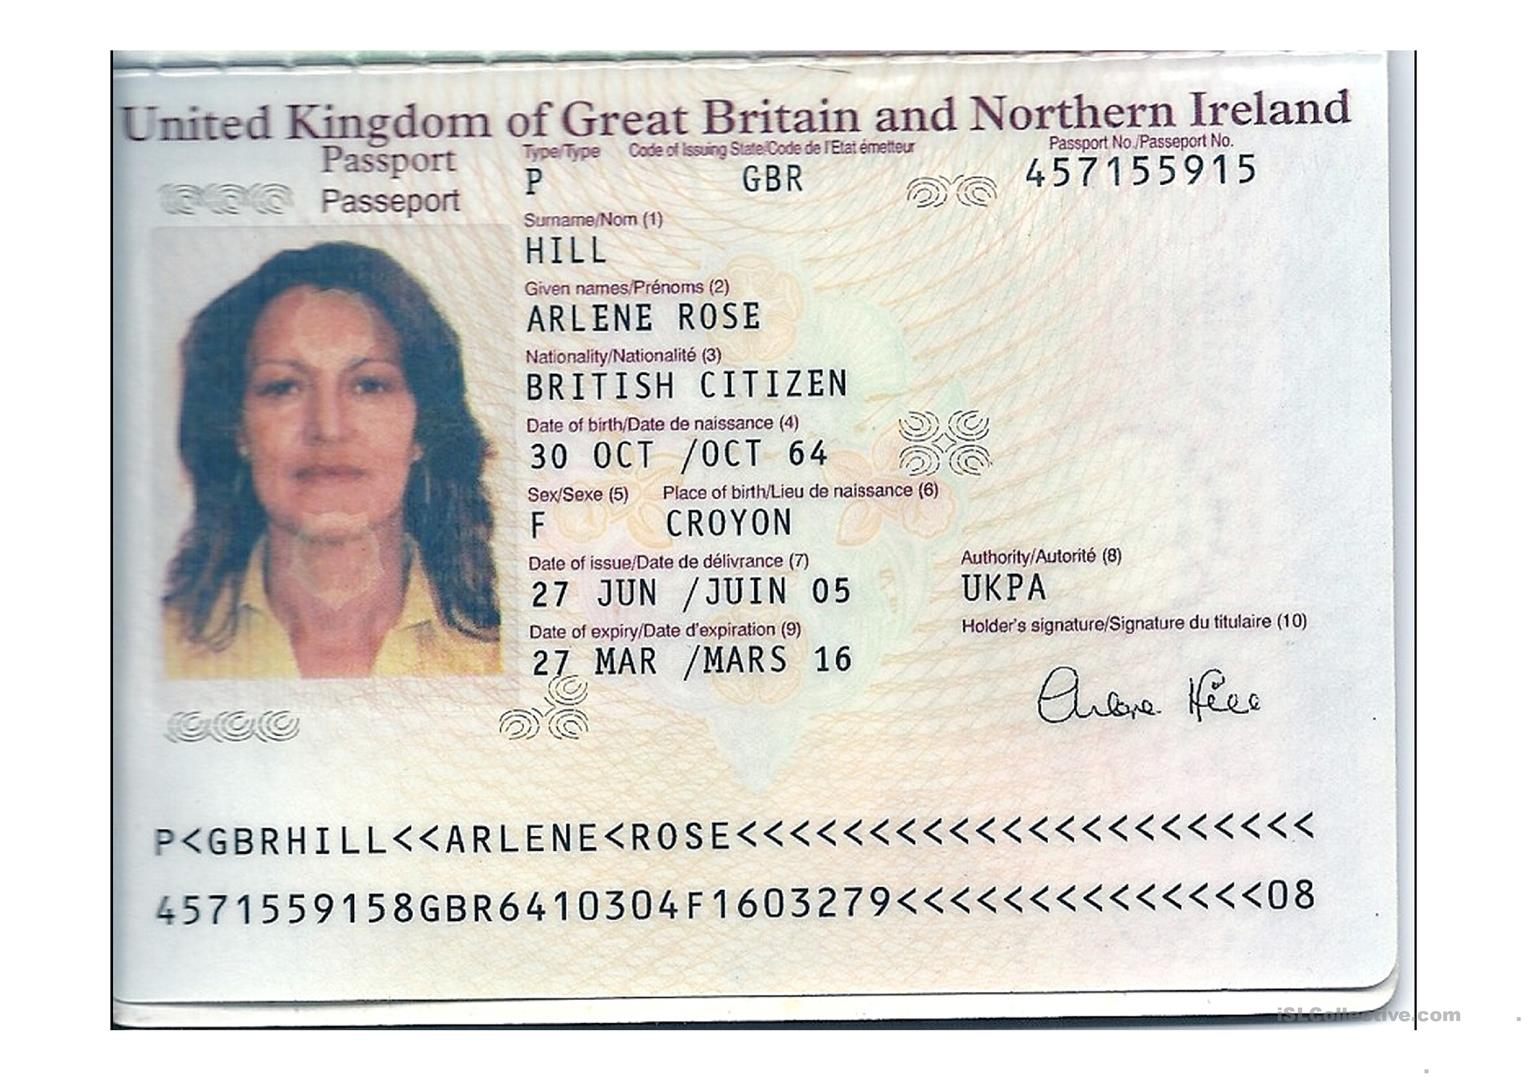 United Kingdom of Great Britain and Northern Ireland
Passport
Passeport
Type/Type Code of Issuing State/Code de l'Etat émetteur Passport No./Passeport No.
P GBR 457155915
Surname/Nom (1)
HILL
Given names/Prénoms (2)
ARLENE ROSE
Nationality/Nationalité (3)
BRITISH CITIZEN
Date of birth/Date de naissance (4)
30 OCT /OCT 64
Sex/Sexe (5) Place of birth/Lieu de naissance (6)
F CROYON
Date of issue/Date de délivrance (7) Authority/Autorité (8)
27 JUN /JUIN 05 UKPA
Date of expiry/Date d'expiration (9) Holder's signature/Signature du titulaire (10)
27 MAR /MARS 16
Arlene Hill
P<GBRHILL<<ARLENE<ROSE<<<<<<<<<<<<<<<<<<<<<<
4571559158GBR6410304F1603279<<<<<<<<<<<<<<08
iSLCollective.com